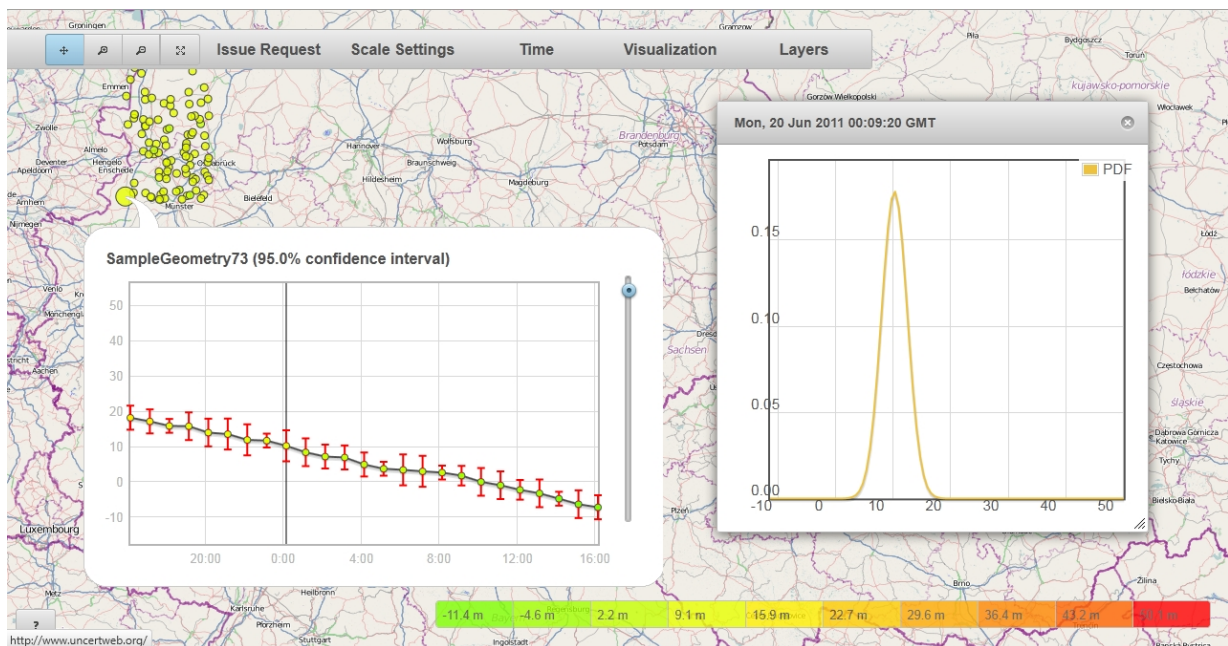 Groningen
Gramzow
Piła
Bydgoszcz
Toruń
Issue Request Scale Settings Time Visualization Layers
Emmen
Gorzów Wielkopolski
kujawsko-pomorskie
Włocławek
Zwolle
Almelo
Deventer
Hengelo
Apeldoorn
Enschede
Osnabrück
Hannover
Wolfsburg
Braunschweig
Brandenburg
Potsdam
Hildesheim
Magdeburg
Arnhem
Bielefeld
Münster
Nijmegen
Mon, 20 Jun 2011 00:09:20 GMT
PDF
0.15
0.10
0.05
0.00
-10 0 10 20 30 40 50
SampleGeometry73 (95.0% confidence interval)
50
40
30
20
10
0
-10
20:00 0:00 4:00 8:00 12:00 16:00
Venlo
Aachen
Sachsen
Plzeń
Łódź
łódzkie
Bełchatów
Częstochowa
śląskie
Dąbrowa Górnicza
Katowice
Tychy
Bielsko-Biała
Luxembourg
Metz
Heilbronn
Karlsruhe
Pforzheim
Stuttgart
Ingolstadt
Brno
Žilina
Banská Bystrica
-11.4 m -4.6 m 2.2 m 9.1 m 15.9 m 22.7 m 29.6 m 36.4 m 43.2 m
?
http://www.uncertweb.org/